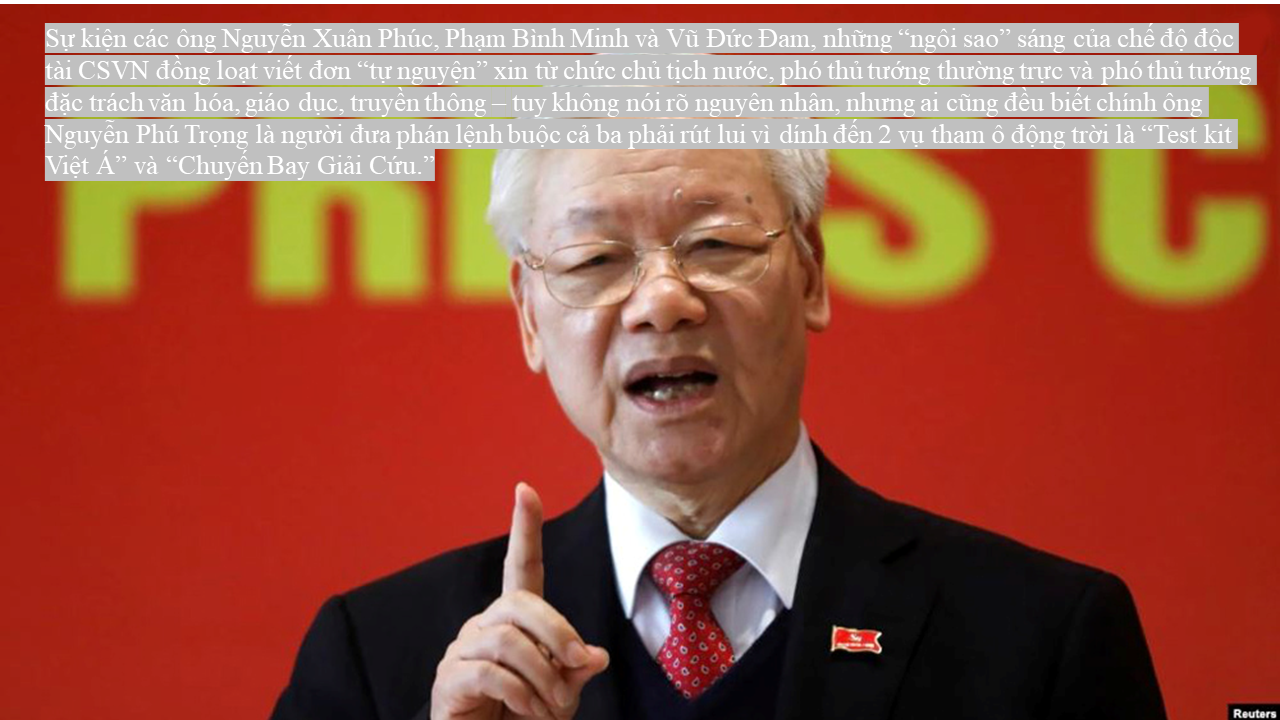 Sự kiện các ông Nguyễn Xuân Phúc, Phạm Bình Minh và Vũ Đức Đam, những “ngôi sao” sáng của chế độ độc
tài CSVN đồng loạt viết đơn “tự nguyện” xin từ chức chủ tịch nước, phó thủ tướng thường trực và phó thủ tướng
đặc trách văn hóa, giáo dục, truyền thông – tuy không nói rõ nguyên nhân, nhưng ai cũng đều biết chính ông
Nguyễn Phú Trọng là người đưa phán lệnh buộc cả ba phải rút lui vì dính đến 2 vụ tham ô động trời là “Test kit
Việt Á” và “Chuyến Bay Giải Cứu.”
Reuters